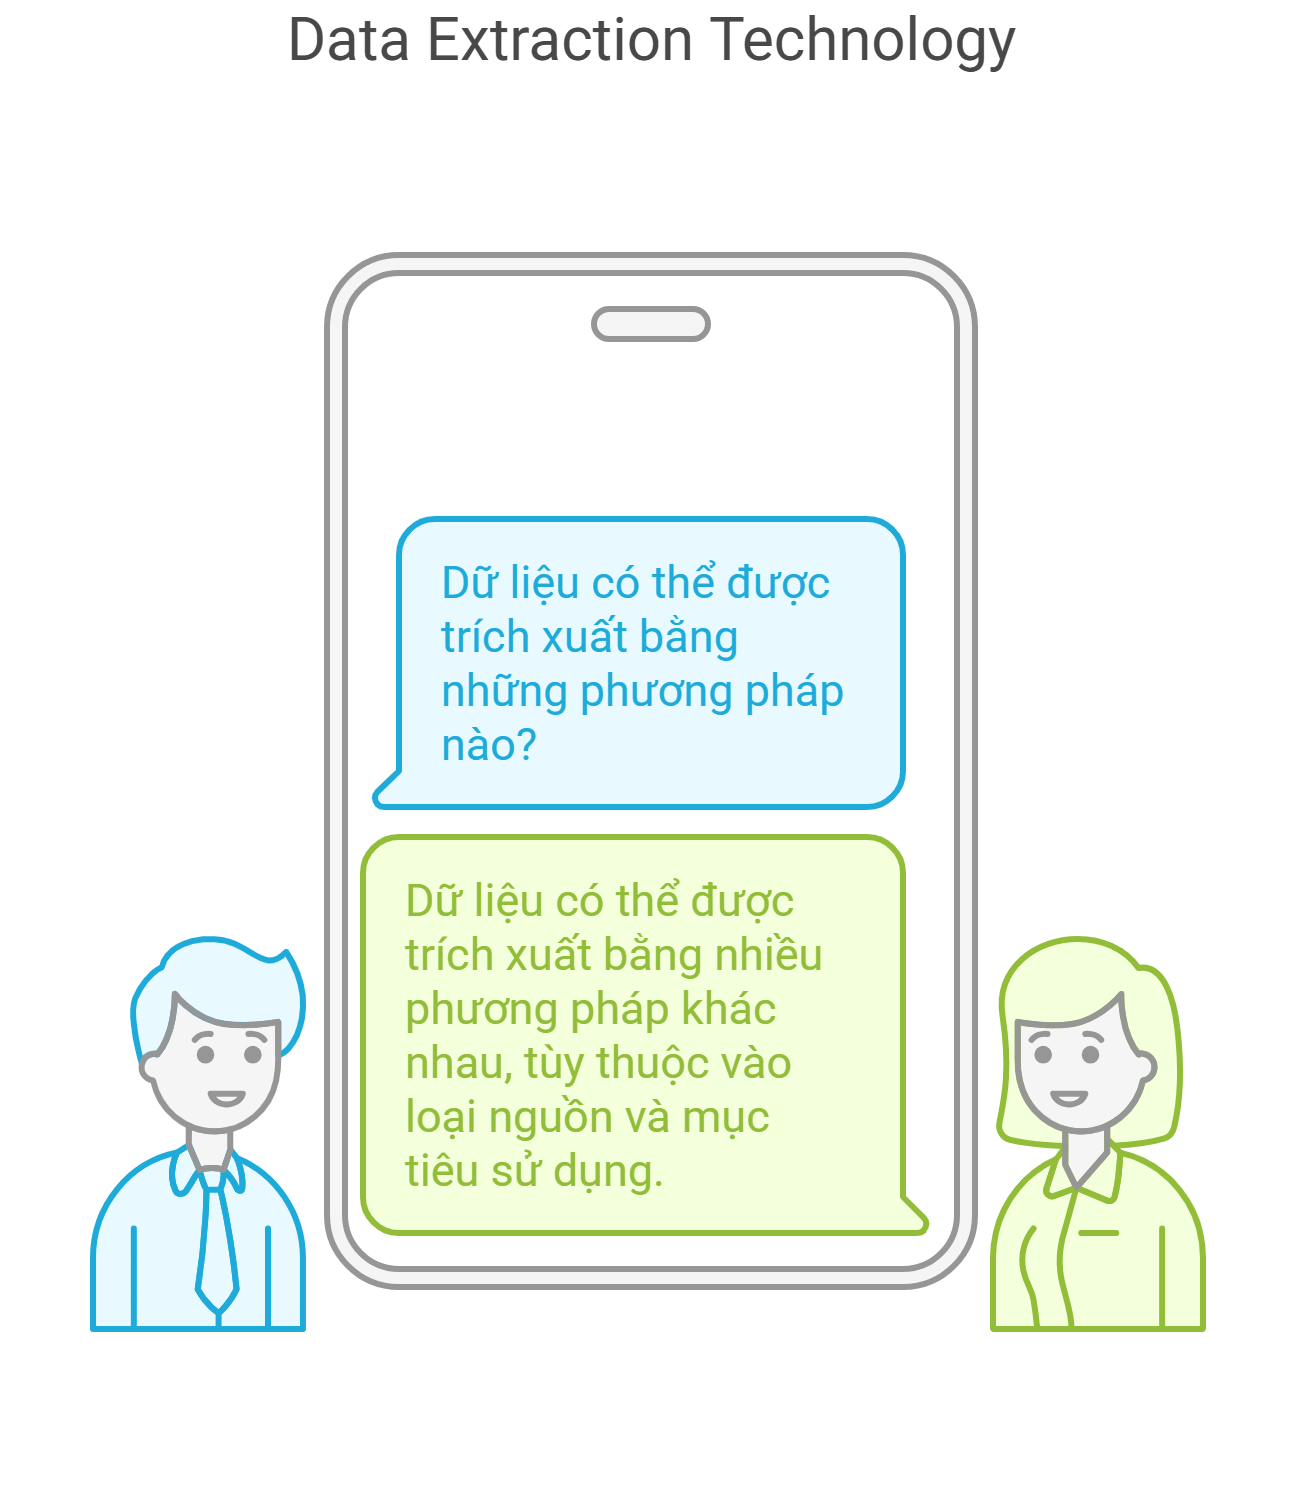 Data Extraction Technology
Dữ liệu có thể được
trích xuất bằng
những phương pháp
nào?
Dữ liệu có thể được
trích xuất bằng nhiều
phương pháp khác
nhau, tùy thuộc vào
loại nguồn và mục
tiêu sử dụng.